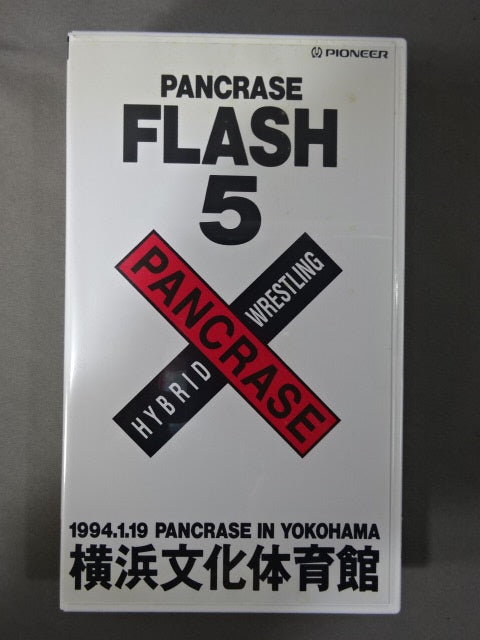 PIONEER
PANCRASE
FLASH
5
PANCRASE
HYBRID WRESTLING
1994.1.19 PANCRASE IN YOKOHAMA
横浜文化体育館